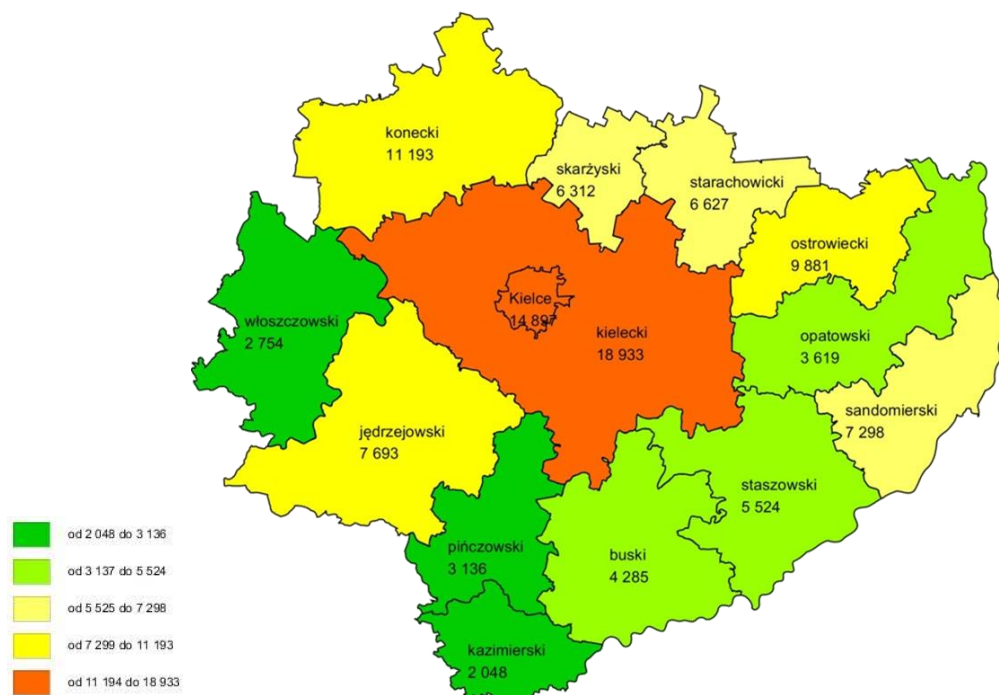 konecki
11 193
skarżyski
6 312
starachowicki
6 627
ostrowiecki
9 881
Kielce
14 897
kielecki
18 933
włoszczowski
2 754
opatowski
3 619
sandomierski
7 298
jędrzejowski
7 693
staszowski
5 524
pińczowski
3 136
buski
4 285
kazimierski
2 048
od 2 048 do 3 136
od 3 137 do 5 524
od 5 525 do 7 298
od 7 299 do 11 193
od 11 194 do 18 933